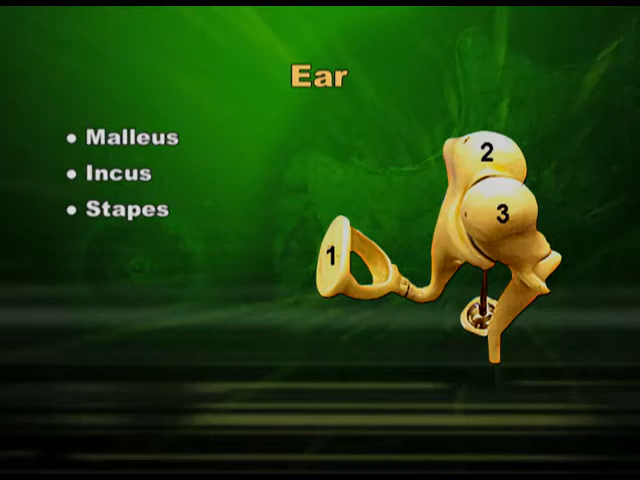 Ear
• Malleus
• Incus
• Stapes
2
3
1